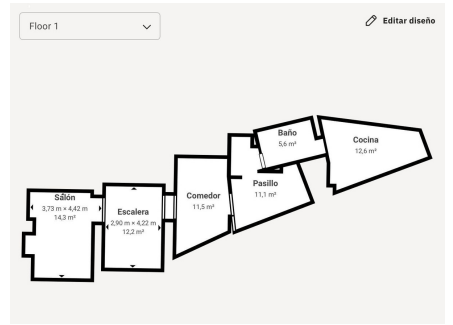 Floor 1
Editar diseño
Baño
5,6 m²
Cocina
12,6 m²
Pasillo
11,1 m²
Comedor
11,5 m²
Salón
3,73 m × 4,42 m
14,3 m²
Escalera
2,90 m × 4,22 m
12,2 m²